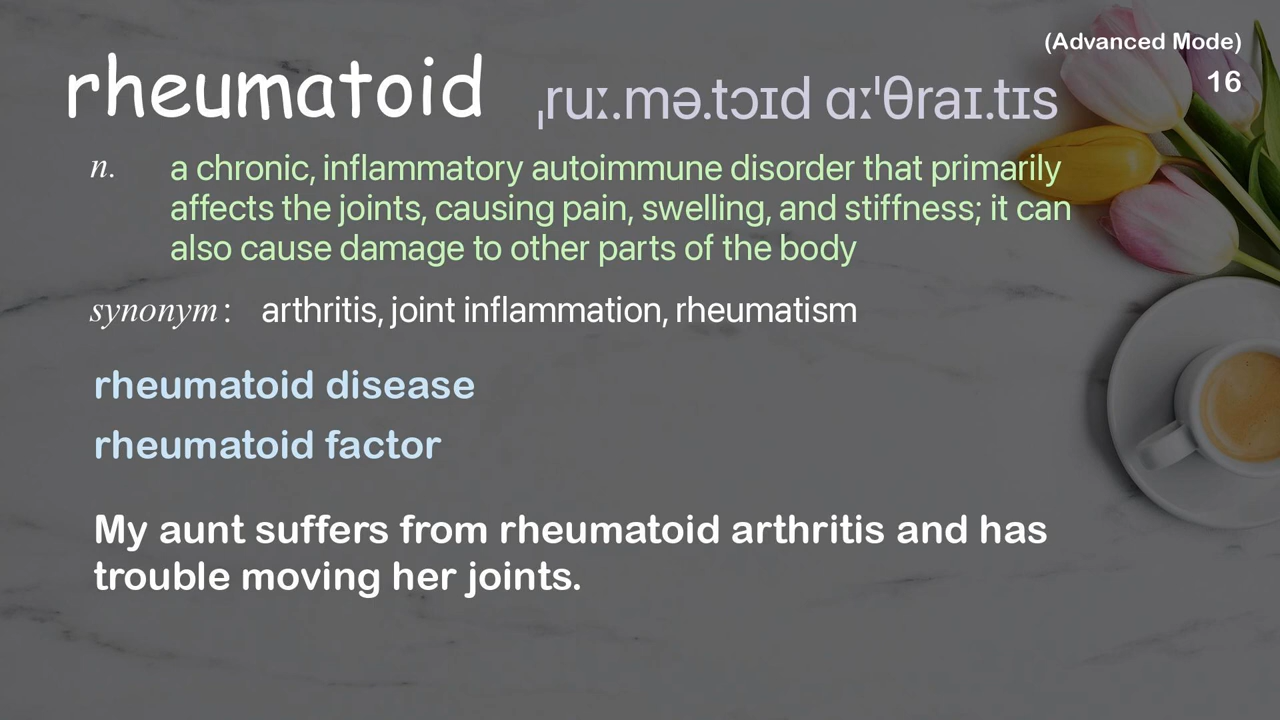 (Advanced Mode)
16
rheumatoid ˌruː.mə.tɔɪd ɑːˈθraɪ.tɪs
n. a chronic, inflammatory autoimmune disorder that primarily
affects the joints, causing pain, swelling, and stiffness; it can
also cause damage to other parts of the body
synonym: arthritis, joint inflammation, rheumatism
rheumatoid disease
rheumatoid factor
My aunt suffers from rheumatoid arthritis and has
trouble moving her joints.